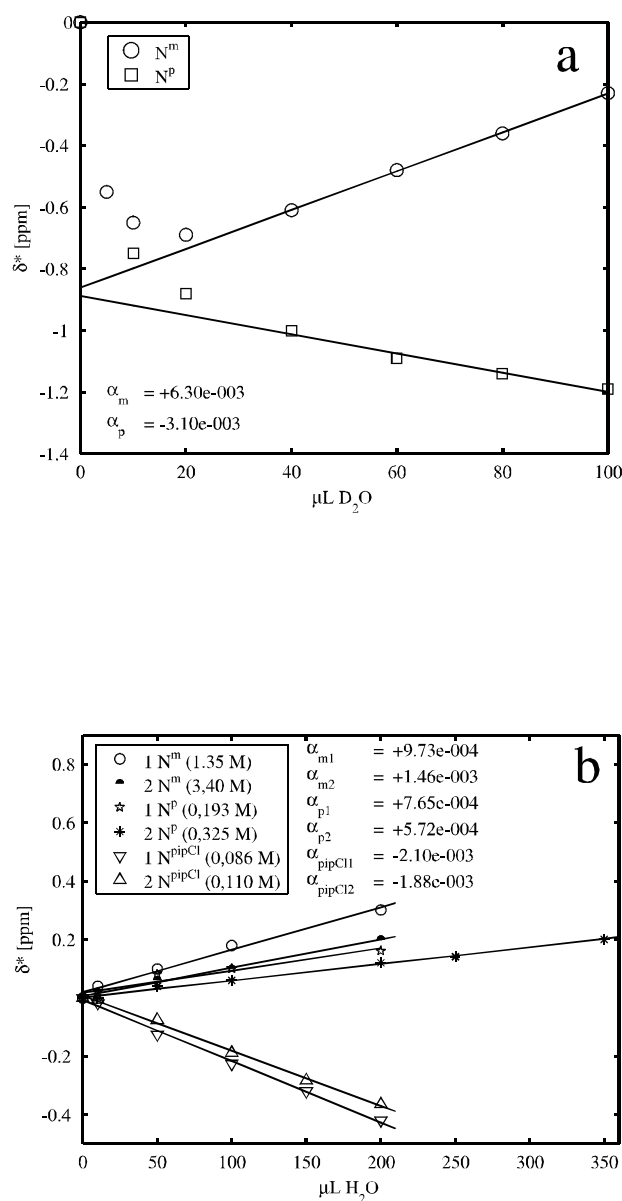 0
-0.2
-0.4
-0.6
-0.8
-1
-1.2
-1.4
δ* [ppm]
N^m
N^p
a
α_m = +6.30e-003
α_p = -3.10e-003
0 20 40 60 80 100
μL D_2O
0.8
0.6
0.4
0.2
0
-0.2
-0.4
δ* [ppm]
1 N^m (1.35 M)
2 N^m (3,40 M)
1 N^p (0,193 M)
2 N^p (0,325 M)
1 N^pipCl (0,086 M)
2 N^pipCl (0,110 M)
α_m1 = +9.73e-004
α_m2 = +1.46e-003
α_p1 = +7.65e-004
α_p2 = +5.72e-004
α_pipCl1 = -2.10e-003
α_pipCl2 = -1.88e-003
b
0 50 100 150 200 250 300 350
μL H_2O